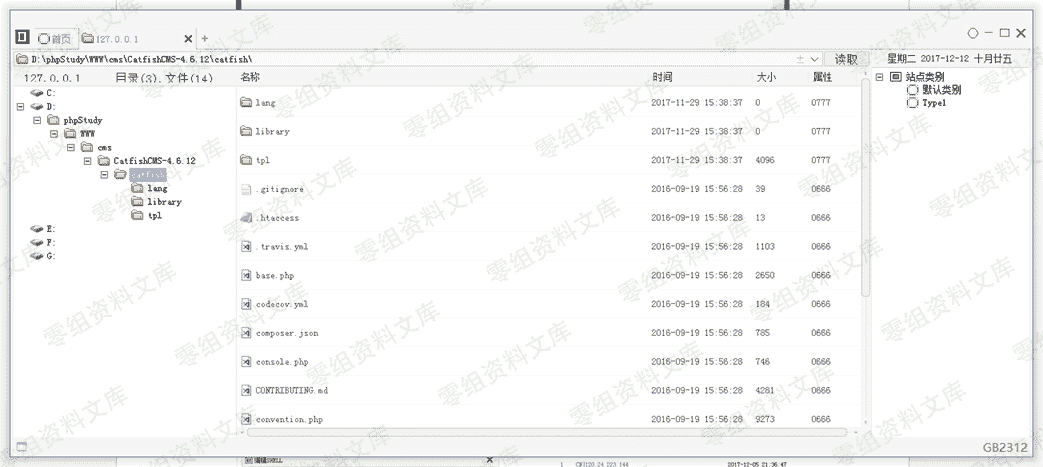 首页 127.0.0.1 × +
D:\phpStudy\WWW\cms\CatfishCMS-4.6.12\catfish\ 读取 星期二 2017-12-12 十月廿五
127.0.0.1 目录(3),文件(14) 名称 时间 大小 属性
站点类别
默认类别
Type1
C:
D:
phpStudy
WWW
cms
CatfishCMS-4.6.12
catfish
lang
library
tpl
E:
F:
G:
lang 2017-11-29 15:38:37 0 0777
library 2017-11-29 15:38:37 0 0777
tpl 2017-11-29 15:38:37 4096 0777
.gitignore 2016-09-19 15:56:28 39 0666
.htaccess 2016-09-19 15:56:28 13 0666
.travis.yml 2016-09-19 15:56:28 1103 0666
base.php 2016-09-19 15:56:28 2650 0666
codecov.yml 2016-09-19 15:56:28 184 0666
composer.json 2016-09-19 15:56:28 785 0666
console.php 2016-09-19 15:56:28 746 0666
CONTRIBUTING.md 2016-09-19 15:56:28 4281 0666
convention.php 2016-09-19 15:56:28 9273 0666
GB2312
编辑SHELL
1 2017-12-05 21:36:47
零组资料文库